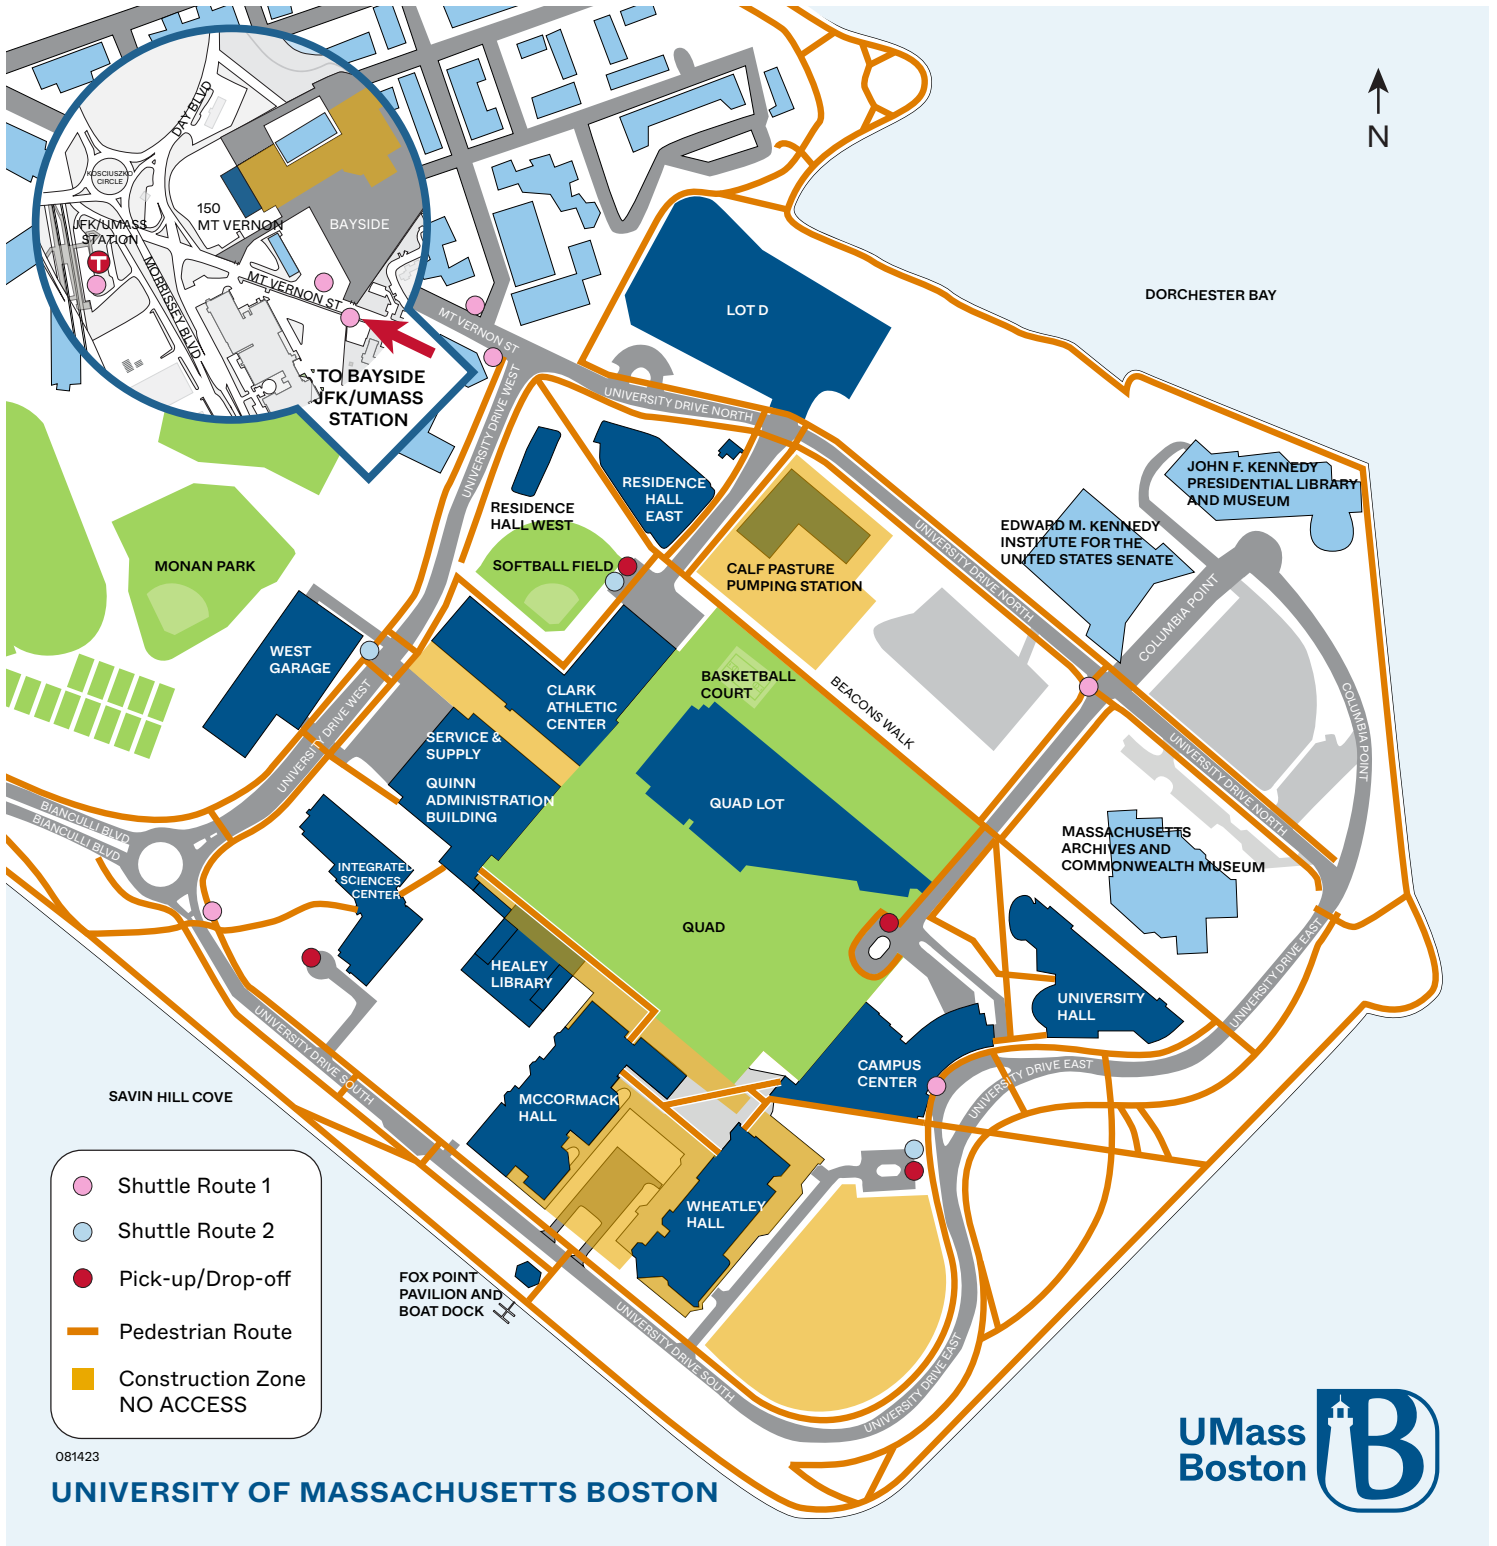 DAY BLVD
KOSCIUSZKO
CIRCLE
150
MT VERNON
BAYSIDE
JFK/UMASS
STATION
T
MORRISSEY BLVD
MT VERNON ST
TO BAYSIDE
JFK/UMASS
STATION
N
DORCHESTER BAY
LOT D
MT VERNON ST
UNIVERSITY DRIVE NORTH
UNIVERSITY DRIVE WEST
RESIDENCE
HALL WEST
RESIDENCE
HALL
EAST
JOHN F. KENNEDY
PRESIDENTIAL LIBRARY
AND MUSEUM
EDWARD M. KENNEDY
INSTITUTE FOR THE
UNITED STATES SENATE
MONAN PARK
SOFTBALL FIELD
CALF PASTURE
PUMPING STATION
UNIVERSITY DRIVE NORTH
COLUMBIA POINT
WEST
GARAGE
CLARK
ATHLETIC
CENTER
BASKETBALL
COURT
BEACONS WALK
COLUMBIA POINT
UNIVERSITY DRIVE WEST
SERVICE &
SUPPLY
QUINN
ADMINISTRATION
BUILDING
QUAD LOT
UNIVERSITY DRIVE NORTH
BIANCULLI BLVD
BIANCULLI BLVD
MASSACHUSETTS
ARCHIVES AND
COMMONWEALTH MUSEUM
INTEGRATED
SCIENCES
CENTER
QUAD
HEALEY
LIBRARY
UNIVERSITY
HALL
UNIVERSITY DRIVE EAST
UNIVERSITY DRIVE SOUTH
CAMPUS
CENTER
UNIVERSITY DRIVE EAST
SAVIN HILL COVE
MCCORMACK
HALL
WHEATLEY
HALL
Shuttle Route 1
Shuttle Route 2
Pick-up/Drop-off
Pedestrian Route
Construction Zone
NO ACCESS
FOX POINT
PAVILION AND
BOAT DOCK
UNIVERSITY DRIVE SOUTH
UNIVERSITY DRIVE EAST
081423
UNIVERSITY OF MASSACHUSETTS BOSTON
UMass
Boston
B